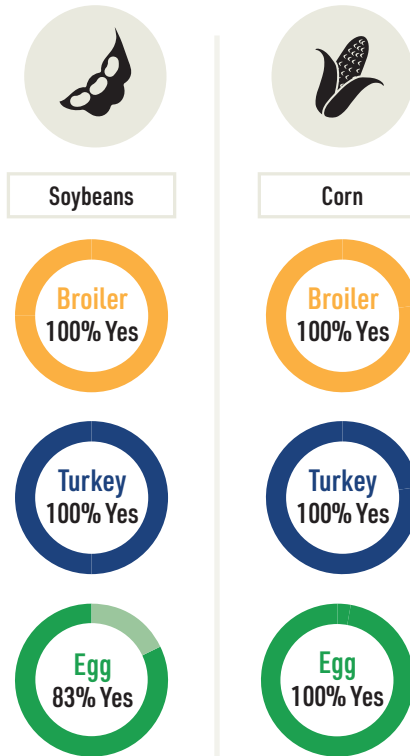 Soybeans
Broiler
100% Yes
Turkey
100% Yes
Egg
83% Yes
Corn
Broiler
100% Yes
Turkey
100% Yes
Egg
100% Yes